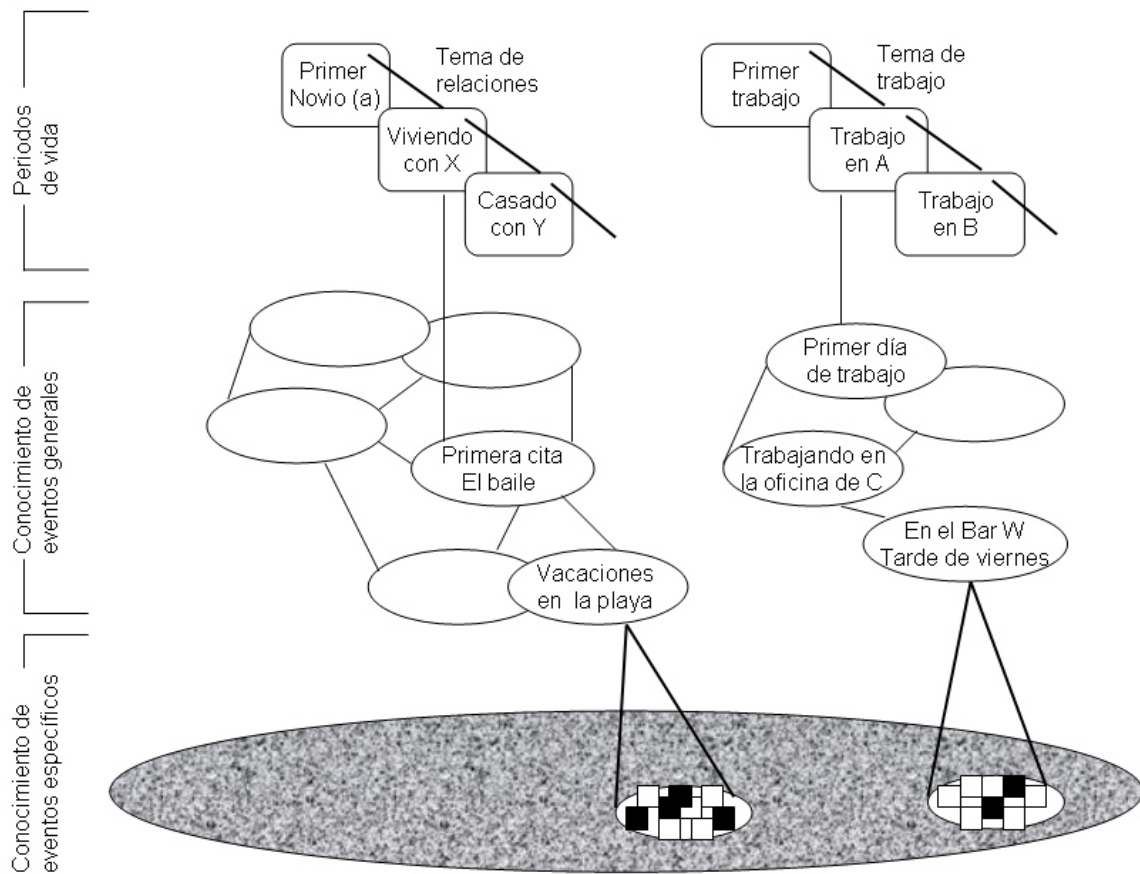 Periodos
de vida
Primer
Novio (a)
Tema de
relaciones
Viviendo
con X
Casado
con Y
Primer
trabajo
Tema de
trabajo
Trabajo
en A
Trabajo
en B
Conocimiento de
eventos generales
Primera cita
El baile
Vacaciones
en la playa
Primer día
de trabajo
Trabajando en
la oficina de C
En el Bar W
Tarde de viernes
Conocimiento de
eventos específicos